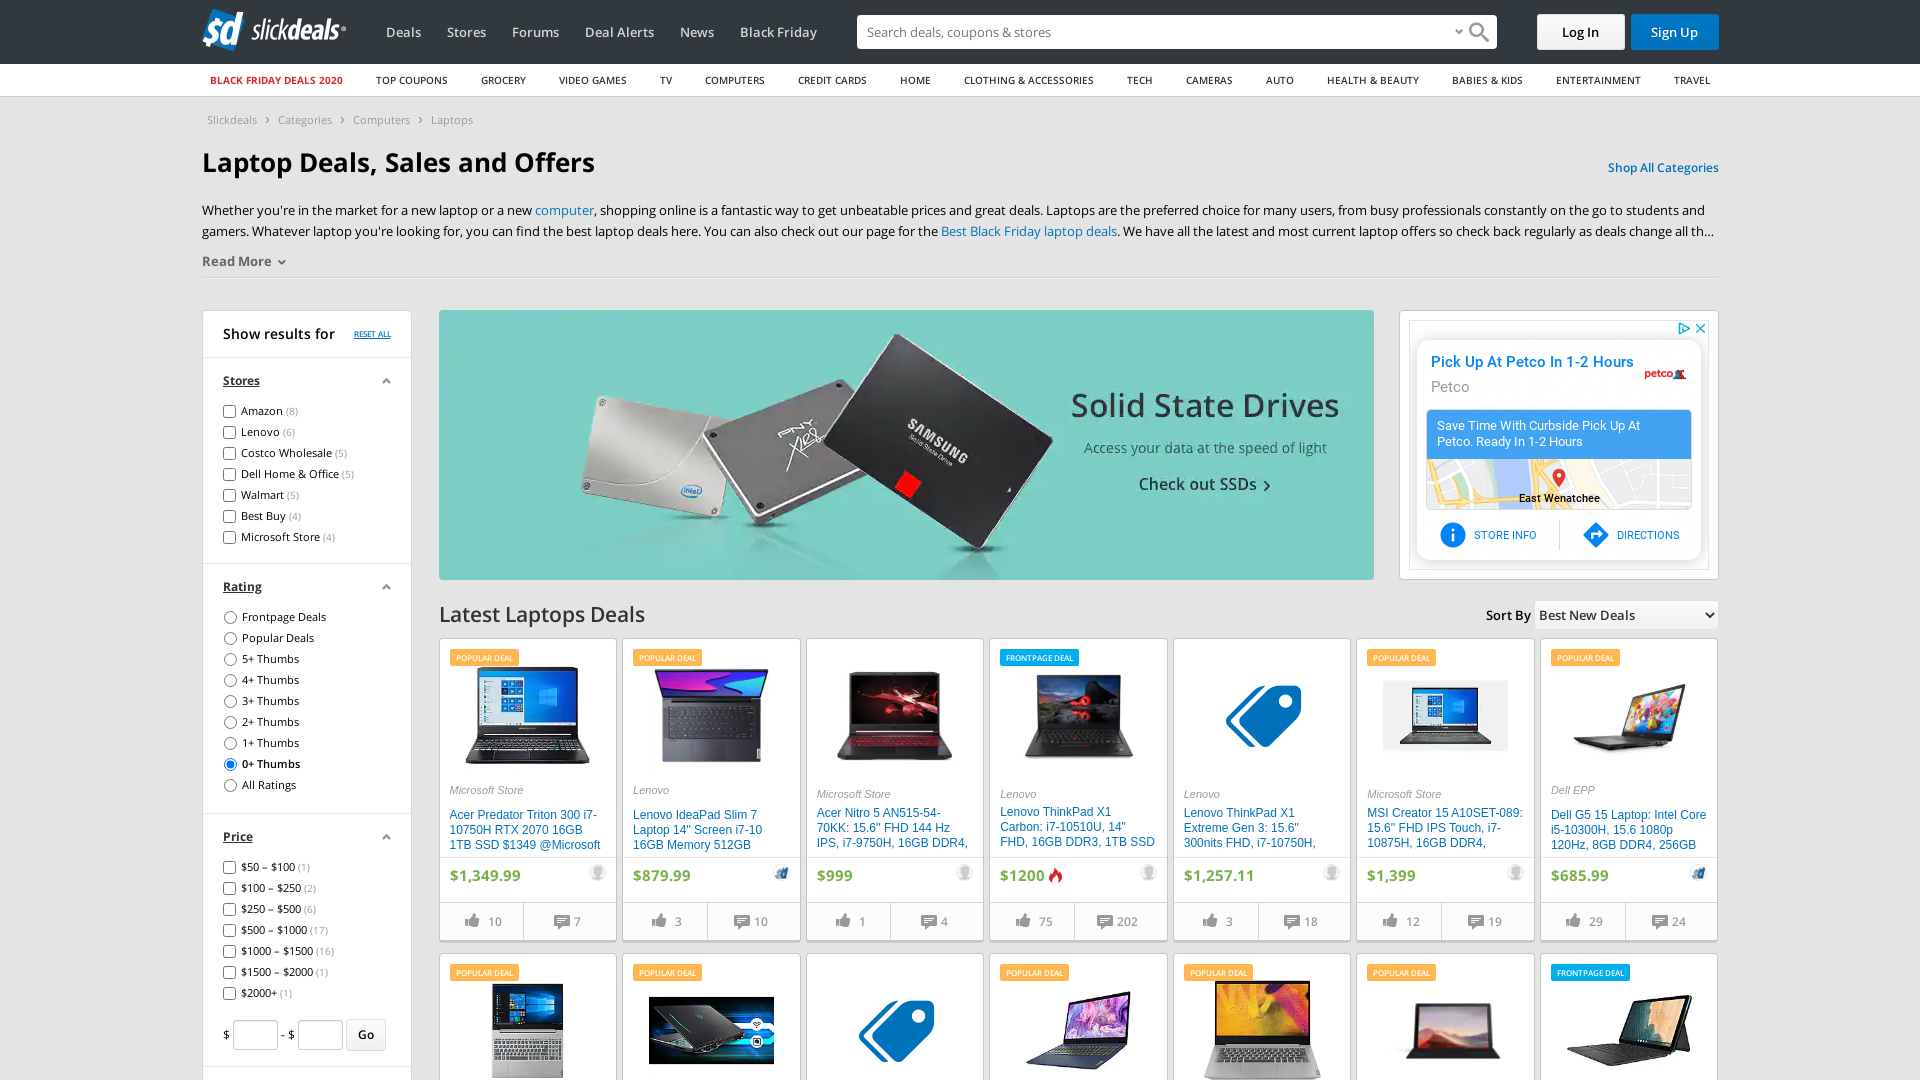 sd slickdeals
Deals
Stores
Forums
Deal Alerts
News
Black Friday
Search deals, coupons & stores
Log In
Sign Up
BLACK FRIDAY DEALS 2020
TOP COUPONS
GROCERY
VIDEO GAMES
TV
COMPUTERS
CREDIT CARDS
HOME
CLOTHING & ACCESSORIES
TECH
CAMERAS
AUTO
HEALTH & BEAUTY
BABIES & KIDS
ENTERTAINMENT
TRAVEL
Slickdeals > Categories > Computers > Laptops
Laptop Deals, Sales and Offers
Shop All Categories
Whether you're in the market for a new laptop or a new computer, shopping online is a fantastic way to get unbeatable prices and great deals. Laptops are the preferred choice for many users, from busy professionals constantly on the go to students and
gamers. Whatever laptop you're looking for, you can find the best laptop deals here. You can also check out our page for the Best Black Friday laptop deals. We have all the latest and most current laptop offers so check back regularly as deals change all th...
Read More
Show results for
RESET ALL
Stores
Amazon (8)
Lenovo (6)
Costco Wholesale (5)
Dell Home & Office (5)
Walmart (5)
Best Buy (4)
Microsoft Store (4)
Rating
Frontpage Deals
Popular Deals
5+ Thumbs
4+ Thumbs
3+ Thumbs
2+ Thumbs
1+ Thumbs
0+ Thumbs
All Ratings
Price
$50 – $100 (1)
$100 – $250 (2)
$250 – $500 (6)
$500 – $1000 (17)
$1000 – $1500 (16)
$1500 – $2000 (1)
$2000+ (1)
$ - $ Go
intel
PNY
XLR8
SAMSUNG
Solid State Drive
Solid State Drives
Access your data at the speed of light
Check out SSDs >
Pick Up At Petco In 1-2 Hours
Petco
petco
Save Time With Curbside Pick Up At
Petco. Ready In 1-2 Hours
East Wenatchee
STORE INFO
DIRECTIONS
Latest Laptops Deals
Sort By Best New Deals
POPULAR DEAL
Microsoft Store
Acer Predator Triton 300 i7-
10750H RTX 2070 16GB
1TB SSD $1349 @Microsoft
$1,349.99
10
7
POPULAR DEAL
Lenovo
Lenovo IdeaPad Slim 7
Laptop 14" Screen i7-10
16GB Memory 512GB
$879.99
3
10
Microsoft Store
Acer Nitro 5 AN515-54-
70KK: 15.6'' FHD 144 Hz
IPS, i7-9750H, 16GB DDR4,
$999
1
4
FRONTPAGE DEAL
Lenovo
Lenovo ThinkPad X1
Carbon: i7-10510U, 14"
FHD, 16GB DDR3, 1TB SSD
$1200
75
202
Lenovo
Lenovo ThinkPad X1
Extreme Gen 3: 15.6"
300nits FHD, i7-10750H,
$1,257.11
3
18
POPULAR DEAL
Microsoft Store
MSI Creator 15 A10SET-089:
15.6'' FHD IPS Touch, i7-
10875H, 16GB DDR4,
$1,399
12
19
POPULAR DEAL
Dell EPP
Dell G5 15 Laptop: Intel Core
i5-10300H, 15.6 1080p
120Hz, 8GB DDR4, 256GB
$685.99
29
24
POPULAR DEAL
POPULAR DEAL
POPULAR DEAL
POPULAR DEAL
POPULAR DEAL
FRONTPAGE DEAL